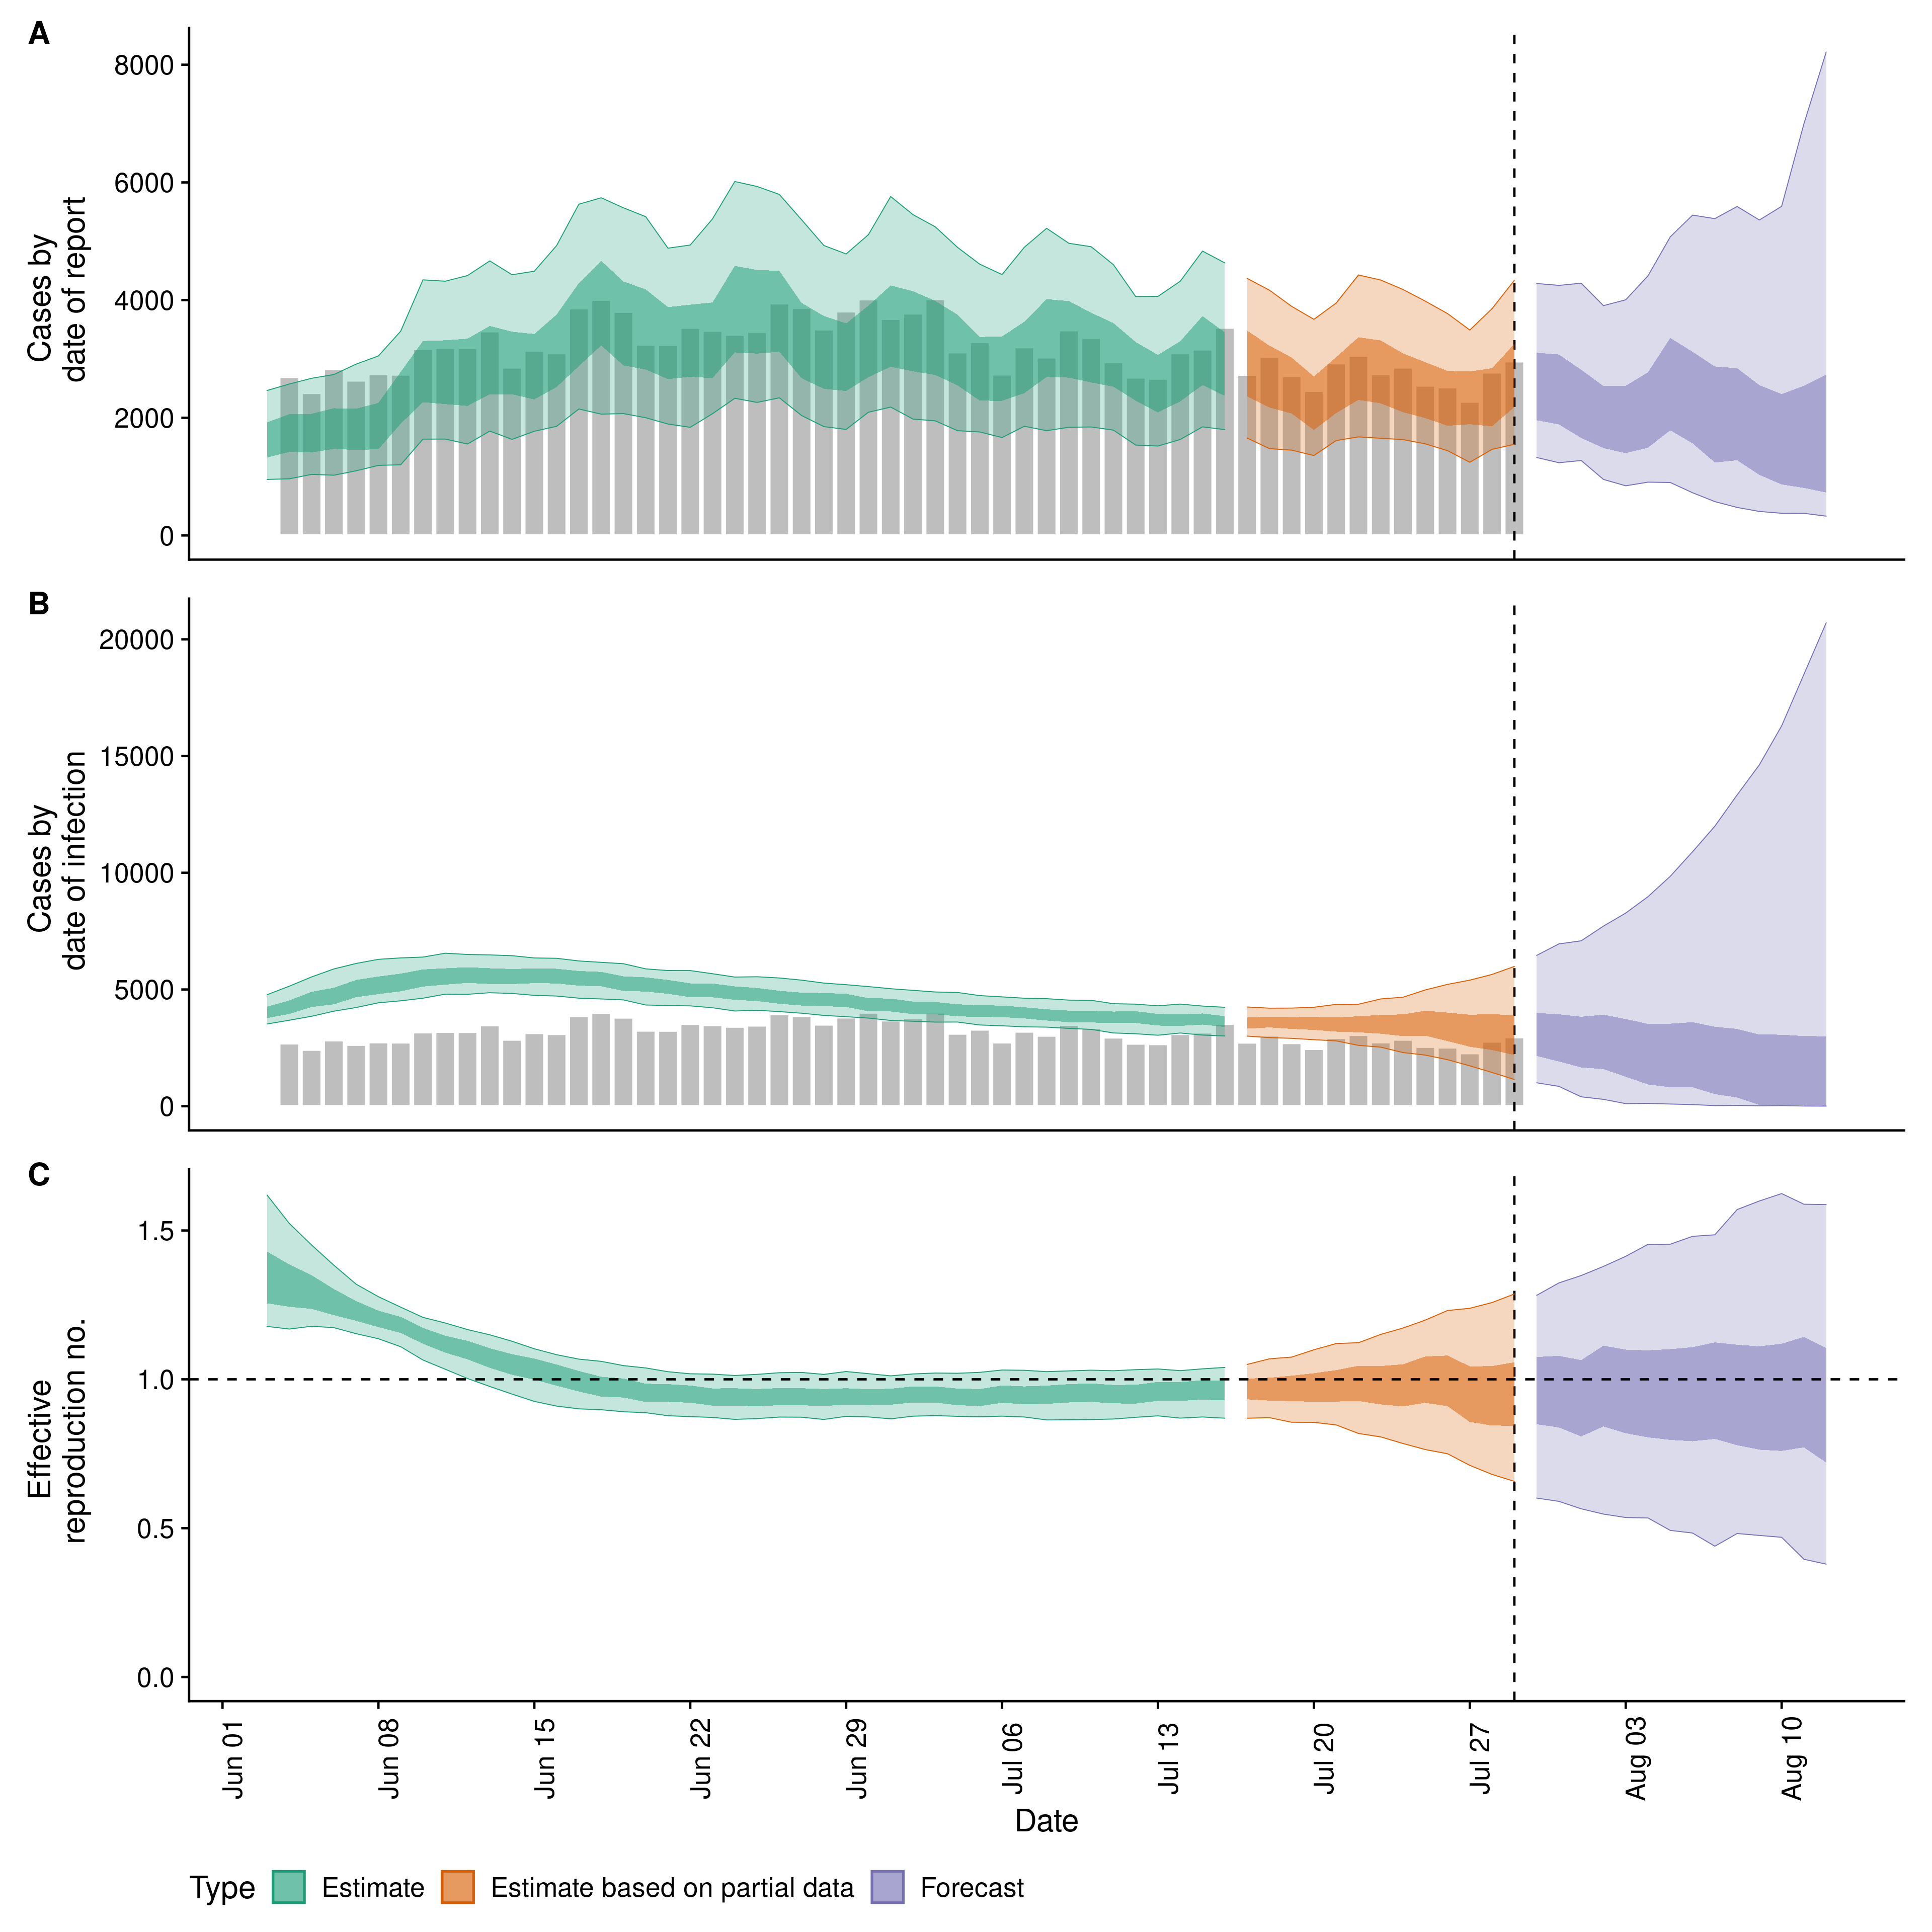 A
8000
6000
4000
2000
0
Cases by
date of report
B
20000
15000
10000
5000
0
Cases by
date of infection
C
1.5
1.0
0.5
0.0
Effective
reproduction no.
Jun 01
Jun 08
Jun 15
Jun 22
Jun 29
Jul 06
Jul 13
Jul 20
Jul 27
Aug 03
Aug 10
Date
Type Estimate Estimate based on partial data Forecast